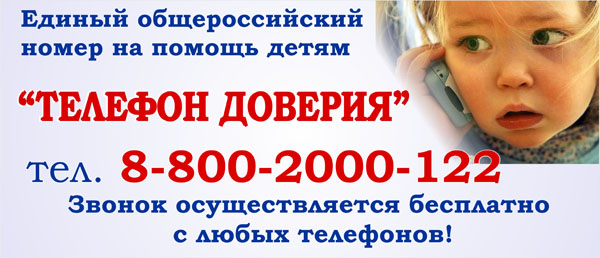 Единый общероссийский
номер на помощь детям
“ТЕЛЕФОН ДОВЕРИЯ”
тел. 8-800-2000-122
Звонок осуществляется бесплатно
с любых телефонов!